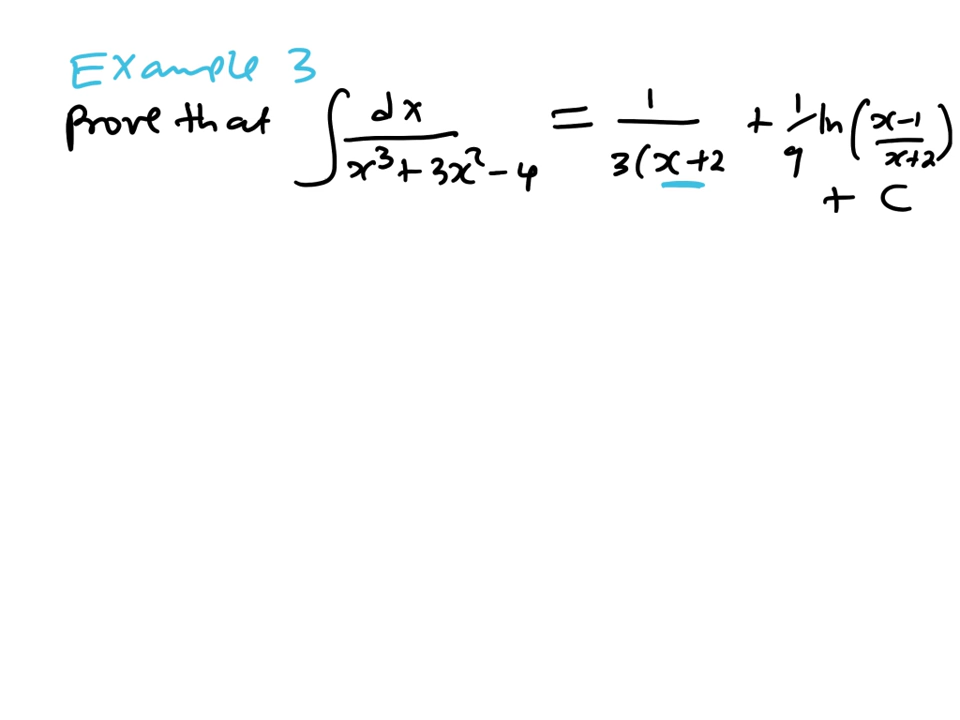 Example 3
Prove that ∫ dx / (x³ + 3x² - 4) = 1 / 3(x+2 + 1/9 ln(x-1 / x+2)
+ C